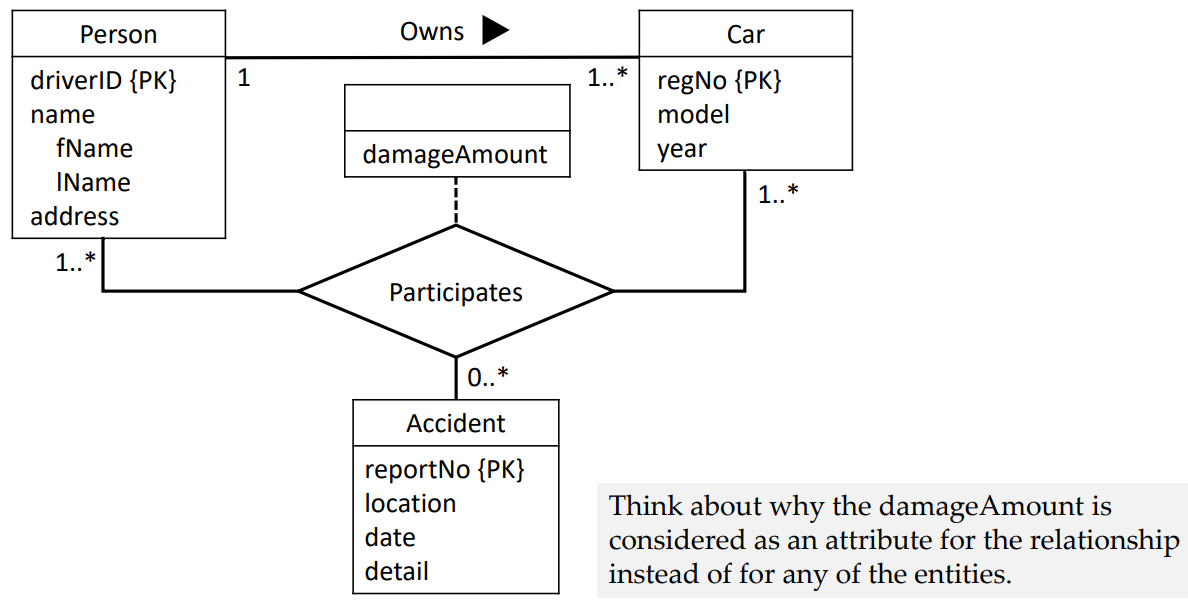 Person
driverID {PK}
name
fName
lName
address
Owns
1
1..*
Car
regNo {PK}
model
year
damageAmount
1..*
1..*
Participates
0..*
Accident
reportNo {PK}
location
date
detail
Think about why the damageAmount is
considered as an attribute for the relationship
instead of for any of the entities.